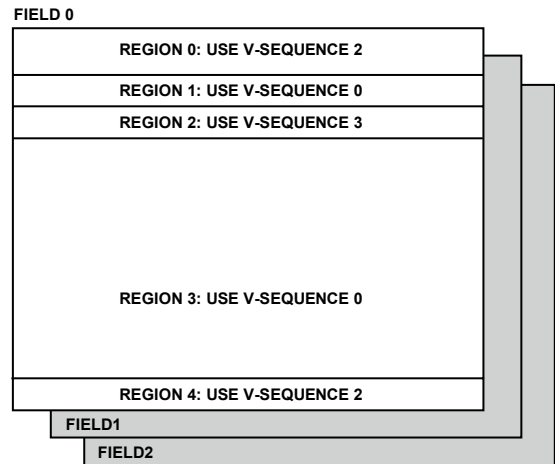 FIELD 0
REGION 0: USE V-SEQUENCE 2
REGION 1: USE V-SEQUENCE 0
REGION 2: USE V-SEQUENCE 3
REGION 3: USE V-SEQUENCE 0
REGION 4: USE V-SEQUENCE 2
FIELD1
FIELD2